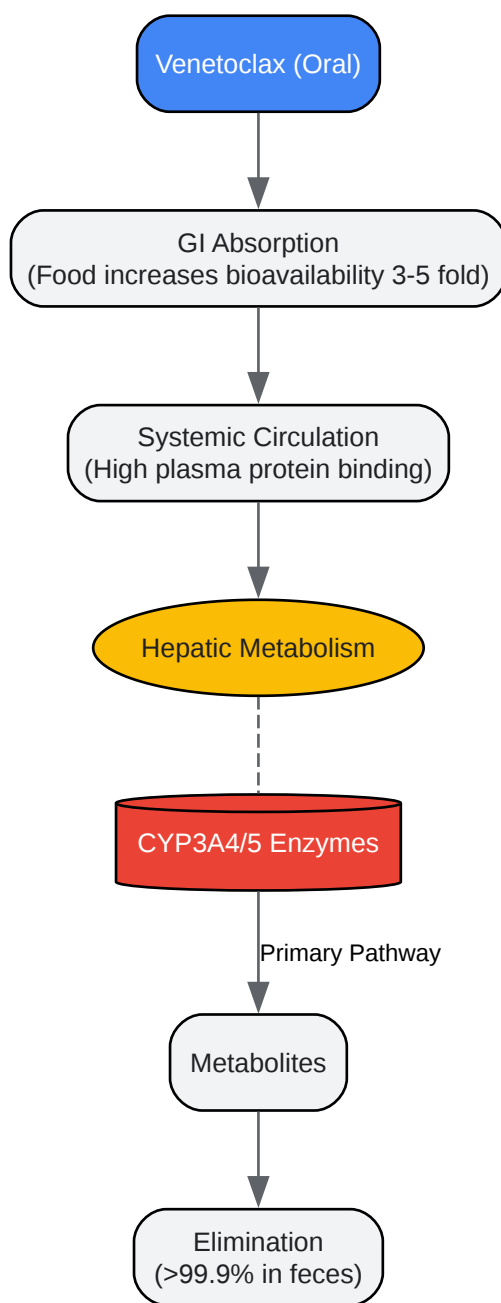 Venetoclax (Oral)
GI Absorption
(Food increases bioavailability 3-5 fold)
Systemic Circulation
(High plasma protein binding)
Hepatic Metabolism
CYP3A4/5 Enzymes
Primary Pathway
Metabolites
Elimination
(>99.9% in feces)